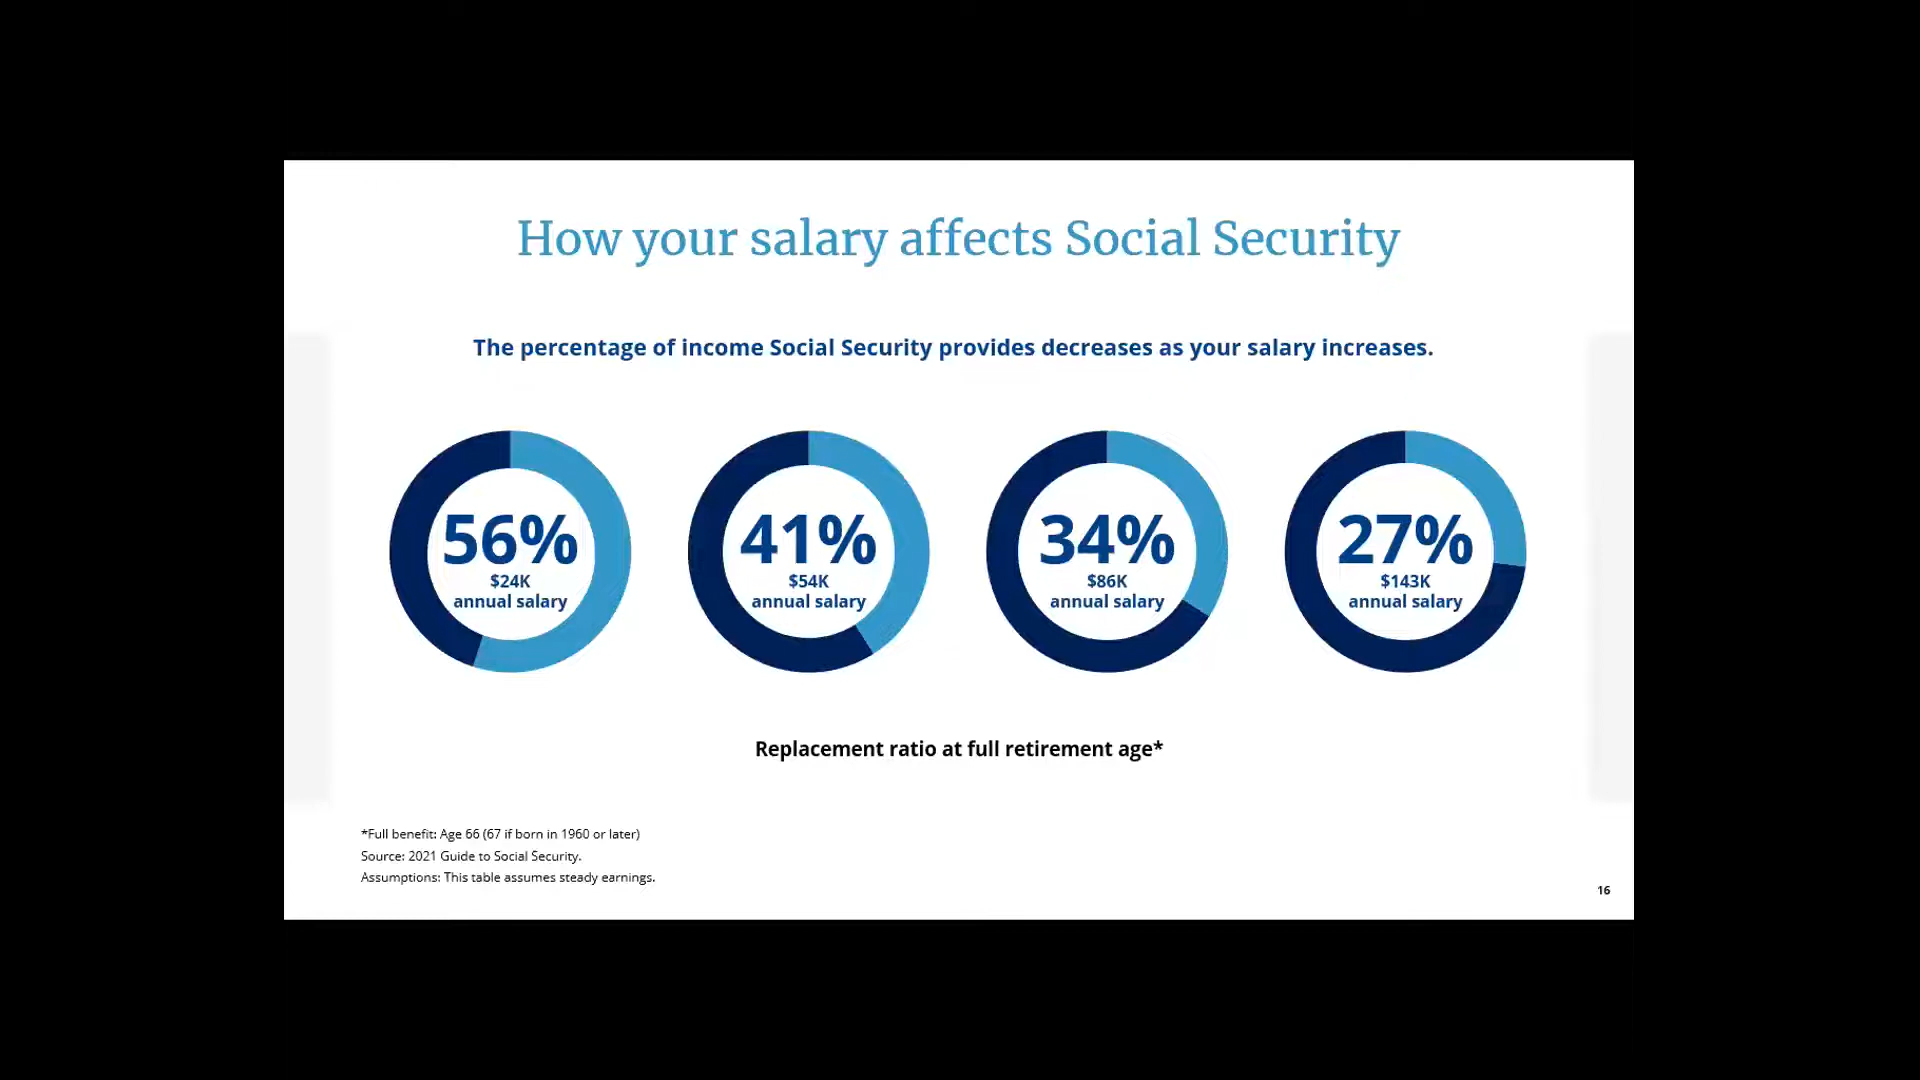 How your salary affects Social Security
The percentage of income Social Security provides decreases as your salary increases.
56%
$24K
annual salary
41%
$54K
annual salary
34%
$86K
annual salary
27%
$143K
annual salary
Replacement ratio at full retirement age*
*Full benefit: Age 66 (67 if born in 1960 or later)
Source: 2021 Guide to Social Security.
Assumptions: This table assumes steady earnings.
16